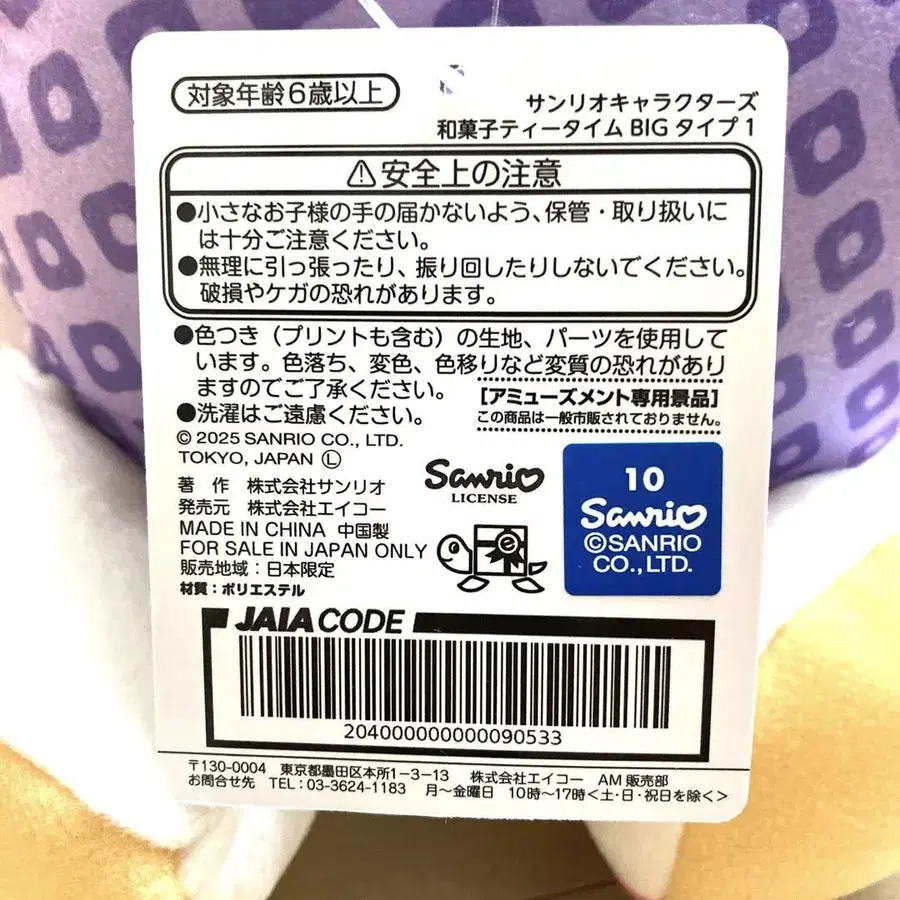 対象年齢6歳以上
サンリオキャラクターズ
和菓子ティータイム BIG タイプ1
⚠安全上の注意
●小さなお子様の手の届かないよう、保管・取り扱いに
は十分ご注意ください。
●無理に引っ張ったり、振り回したりしないでください。
破損やケガの恐れがあります。
●色つき（プリントも含む）の生地、パーツを使用して
います。色落ち、変色、色移りなど変質の恐れがあり
ますのでご了承ください。
●洗濯はご遠慮ください。
[アミューズメント専用景品]
この商品は一般市販されておりません。
© 2025 SANRIO CO., LTD.
TOKYO, JAPAN Ⓛ
著 作 株式会社サンリオ
発売元 株式会社エイコー
MADE IN CHINA 中国製
FOR SALE IN JAPAN ONLY
販売地域：日本限定
材質：ポリエステル
Sanrio
LICENSE
e
10
Sanrio
©SANRIO
CO., LTD.
JAIA CODE
204000000000090533
〒130-0004 東京都墨田区本所1-3-13 株式会社エイコー AM販売部
お問合せ先 TEL：03-3624-1183 月〜金曜日 10時〜17時＜土・日・祝日を除く＞